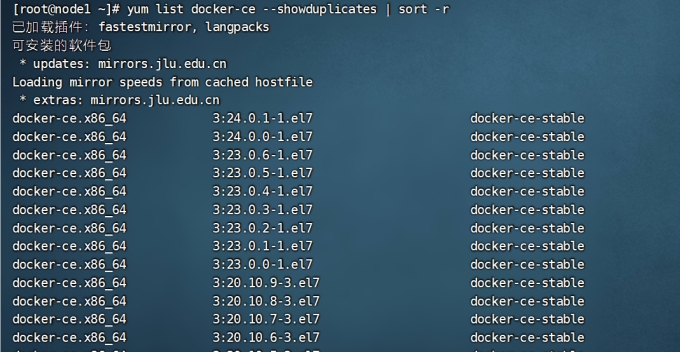 [root@node1 ~]# yum list docker-ce --showduplicates | sort -r
已加载插件：fastestmirror, langpacks
可安装的软件包
 * updates: mirrors.jlu.edu.cn
Loading mirror speeds from cached hostfile
 * extras: mirrors.jlu.edu.cn
docker-ce.x86_64 3:24.0.1-1.el7 docker-ce-stable
docker-ce.x86_64 3:24.0.0-1.el7 docker-ce-stable
docker-ce.x86_64 3:23.0.6-1.el7 docker-ce-stable
docker-ce.x86_64 3:23.0.5-1.el7 docker-ce-stable
docker-ce.x86_64 3:23.0.4-1.el7 docker-ce-stable
docker-ce.x86_64 3:23.0.3-1.el7 docker-ce-stable
docker-ce.x86_64 3:23.0.2-1.el7 docker-ce-stable
docker-ce.x86_64 3:23.0.1-1.el7 docker-ce-stable
docker-ce.x86_64 3:23.0.0-1.el7 docker-ce-stable
docker-ce.x86_64 3:20.10.9-3.el7 docker-ce-stable
docker-ce.x86_64 3:20.10.8-3.el7 docker-ce-stable
docker-ce.x86_64 3:20.10.7-3.el7 docker-ce-stable
docker-ce.x86_64 3:20.10.6-3.el7 docker-ce-stable